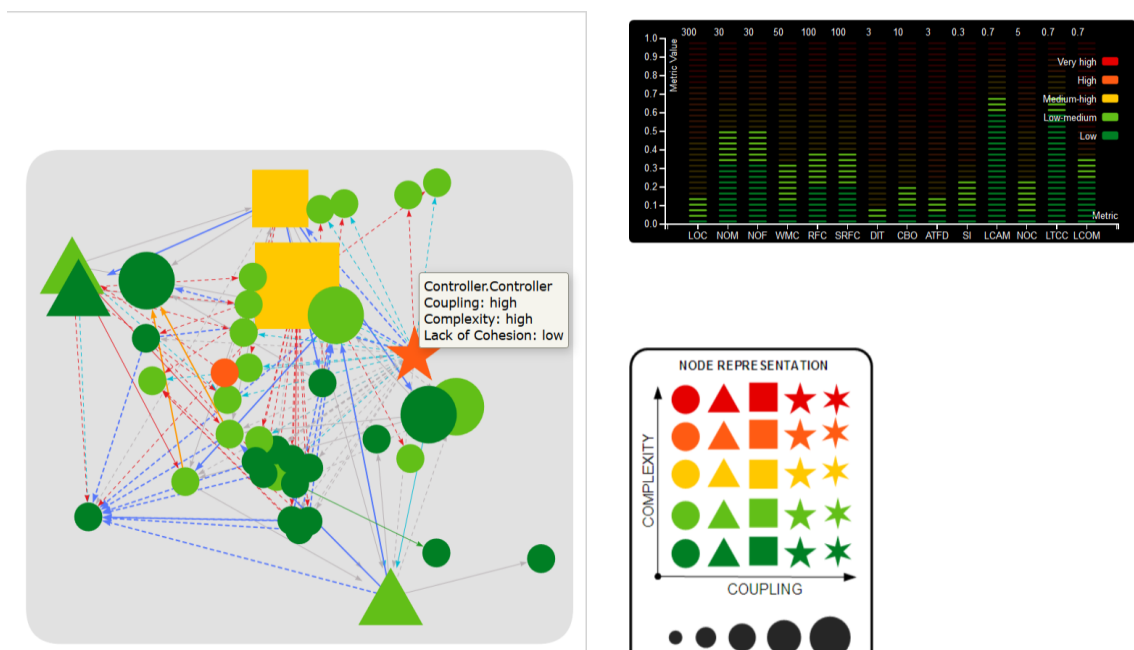 Controller.Controller
Coupling: high
Complexity: high
Lack of Cohesion: low
300 30 30 50 100 100 3 10 3 0.3 0.7 5 0.7 0.7
Metric Value
1.0
0.9
0.8
0.7
0.6
0.5
0.4
0.3
0.2
0.1
0.0
Very high
High
Medium-high
Low-medium
Low
Metric
LOC NOM NOF WMC RFC SRFC DIT CBO ATFD SI LCAM NOC LTCC LCOM
NODE REPRESENTATION
COMPLEXITY
COUPLING